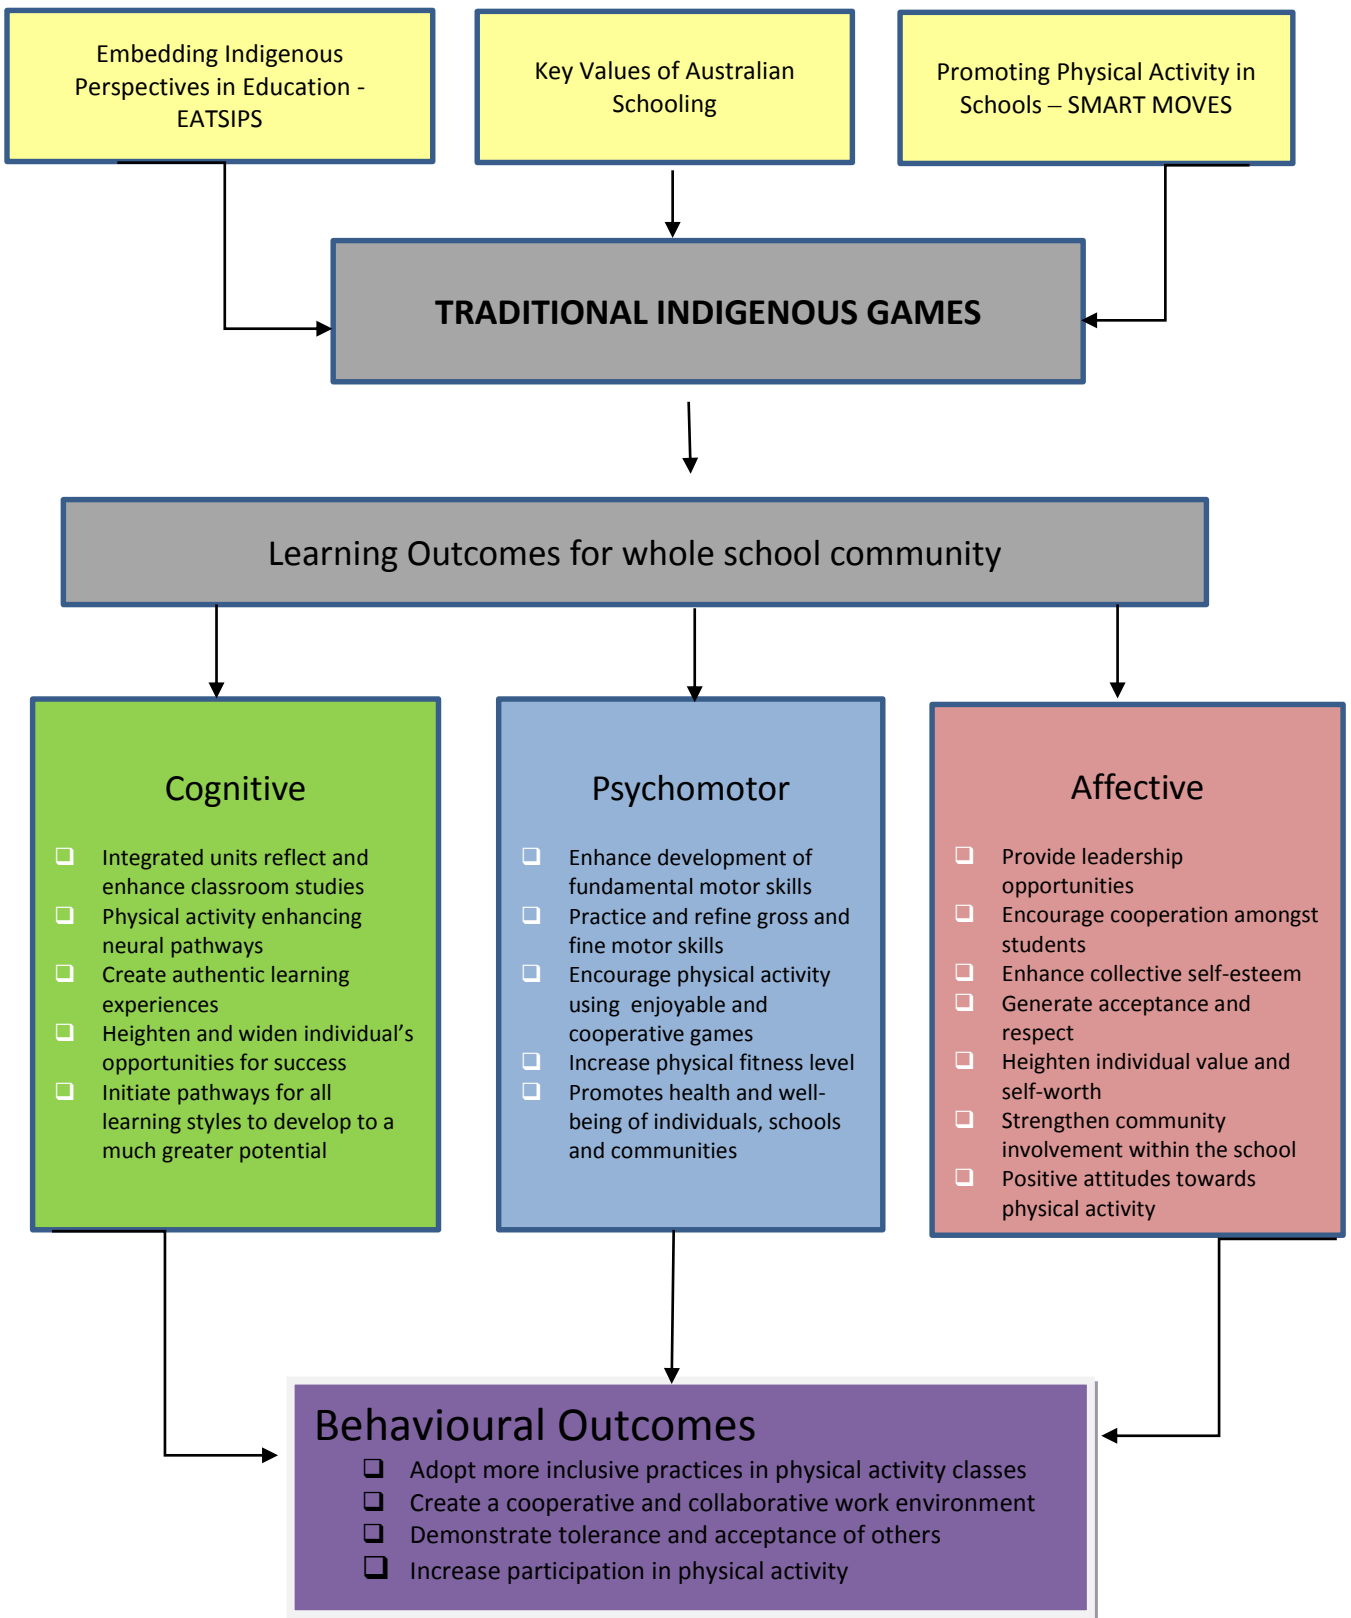 Embedding Indigenous
Perspectives in Education -
EATSIPS
Key Values of Australian
Schooling
Promoting Physical Activity in
Schools – SMART MOVES
TRADITIONAL INDIGENOUS GAMES
Learning Outcomes for whole school community
Cognitive
❑ Integrated units reflect and
enhance classroom studies
❑ Physical activity enhancing
neural pathways
❑ Create authentic learning
experiences
❑ Heighten and widen individual’s
opportunities for success
❑ Initiate pathways for all
learning styles to develop to a
much greater potential
Psychomotor
❑ Enhance development of
fundamental motor skills
❑ Practice and refine gross and
fine motor skills
❑ Encourage physical activity
using enjoyable and
cooperative games
❑ Increase physical fitness level
❑ Promotes health and well-
being of individuals, schools
and communities
Affective
❑ Provide leadership
opportunities
❑ Encourage cooperation amongst
students
❑ Enhance collective self-esteem
❑ Generate acceptance and
respect
❑ Heighten individual value and
self-worth
❑ Strengthen community
involvement within the school
❑ Positive attitudes towards
physical activity
Behavioural Outcomes
❑ Adopt more inclusive practices in physical activity classes
❑ Create a cooperative and collaborative work environment
❑ Demonstrate tolerance and acceptance of others
❑ Increase participation in physical activity